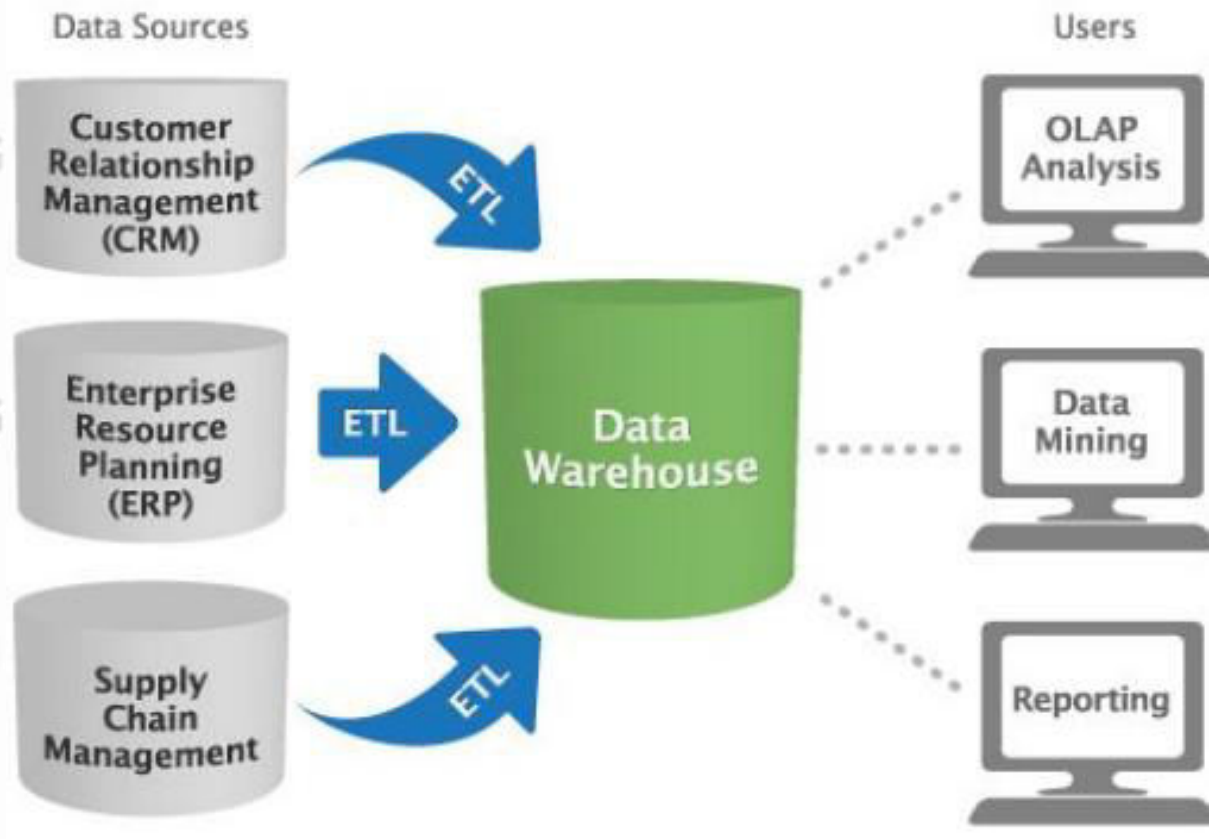 Data Sources
Users
Customer
Relationship
Management
(CRM)
ETL
OLAP
Analysis
Enterprise
Resource
Planning
(ERP)
ETL
Data
Warehouse
Data
Mining
Supply
Chain
Management
ETL
Reporting